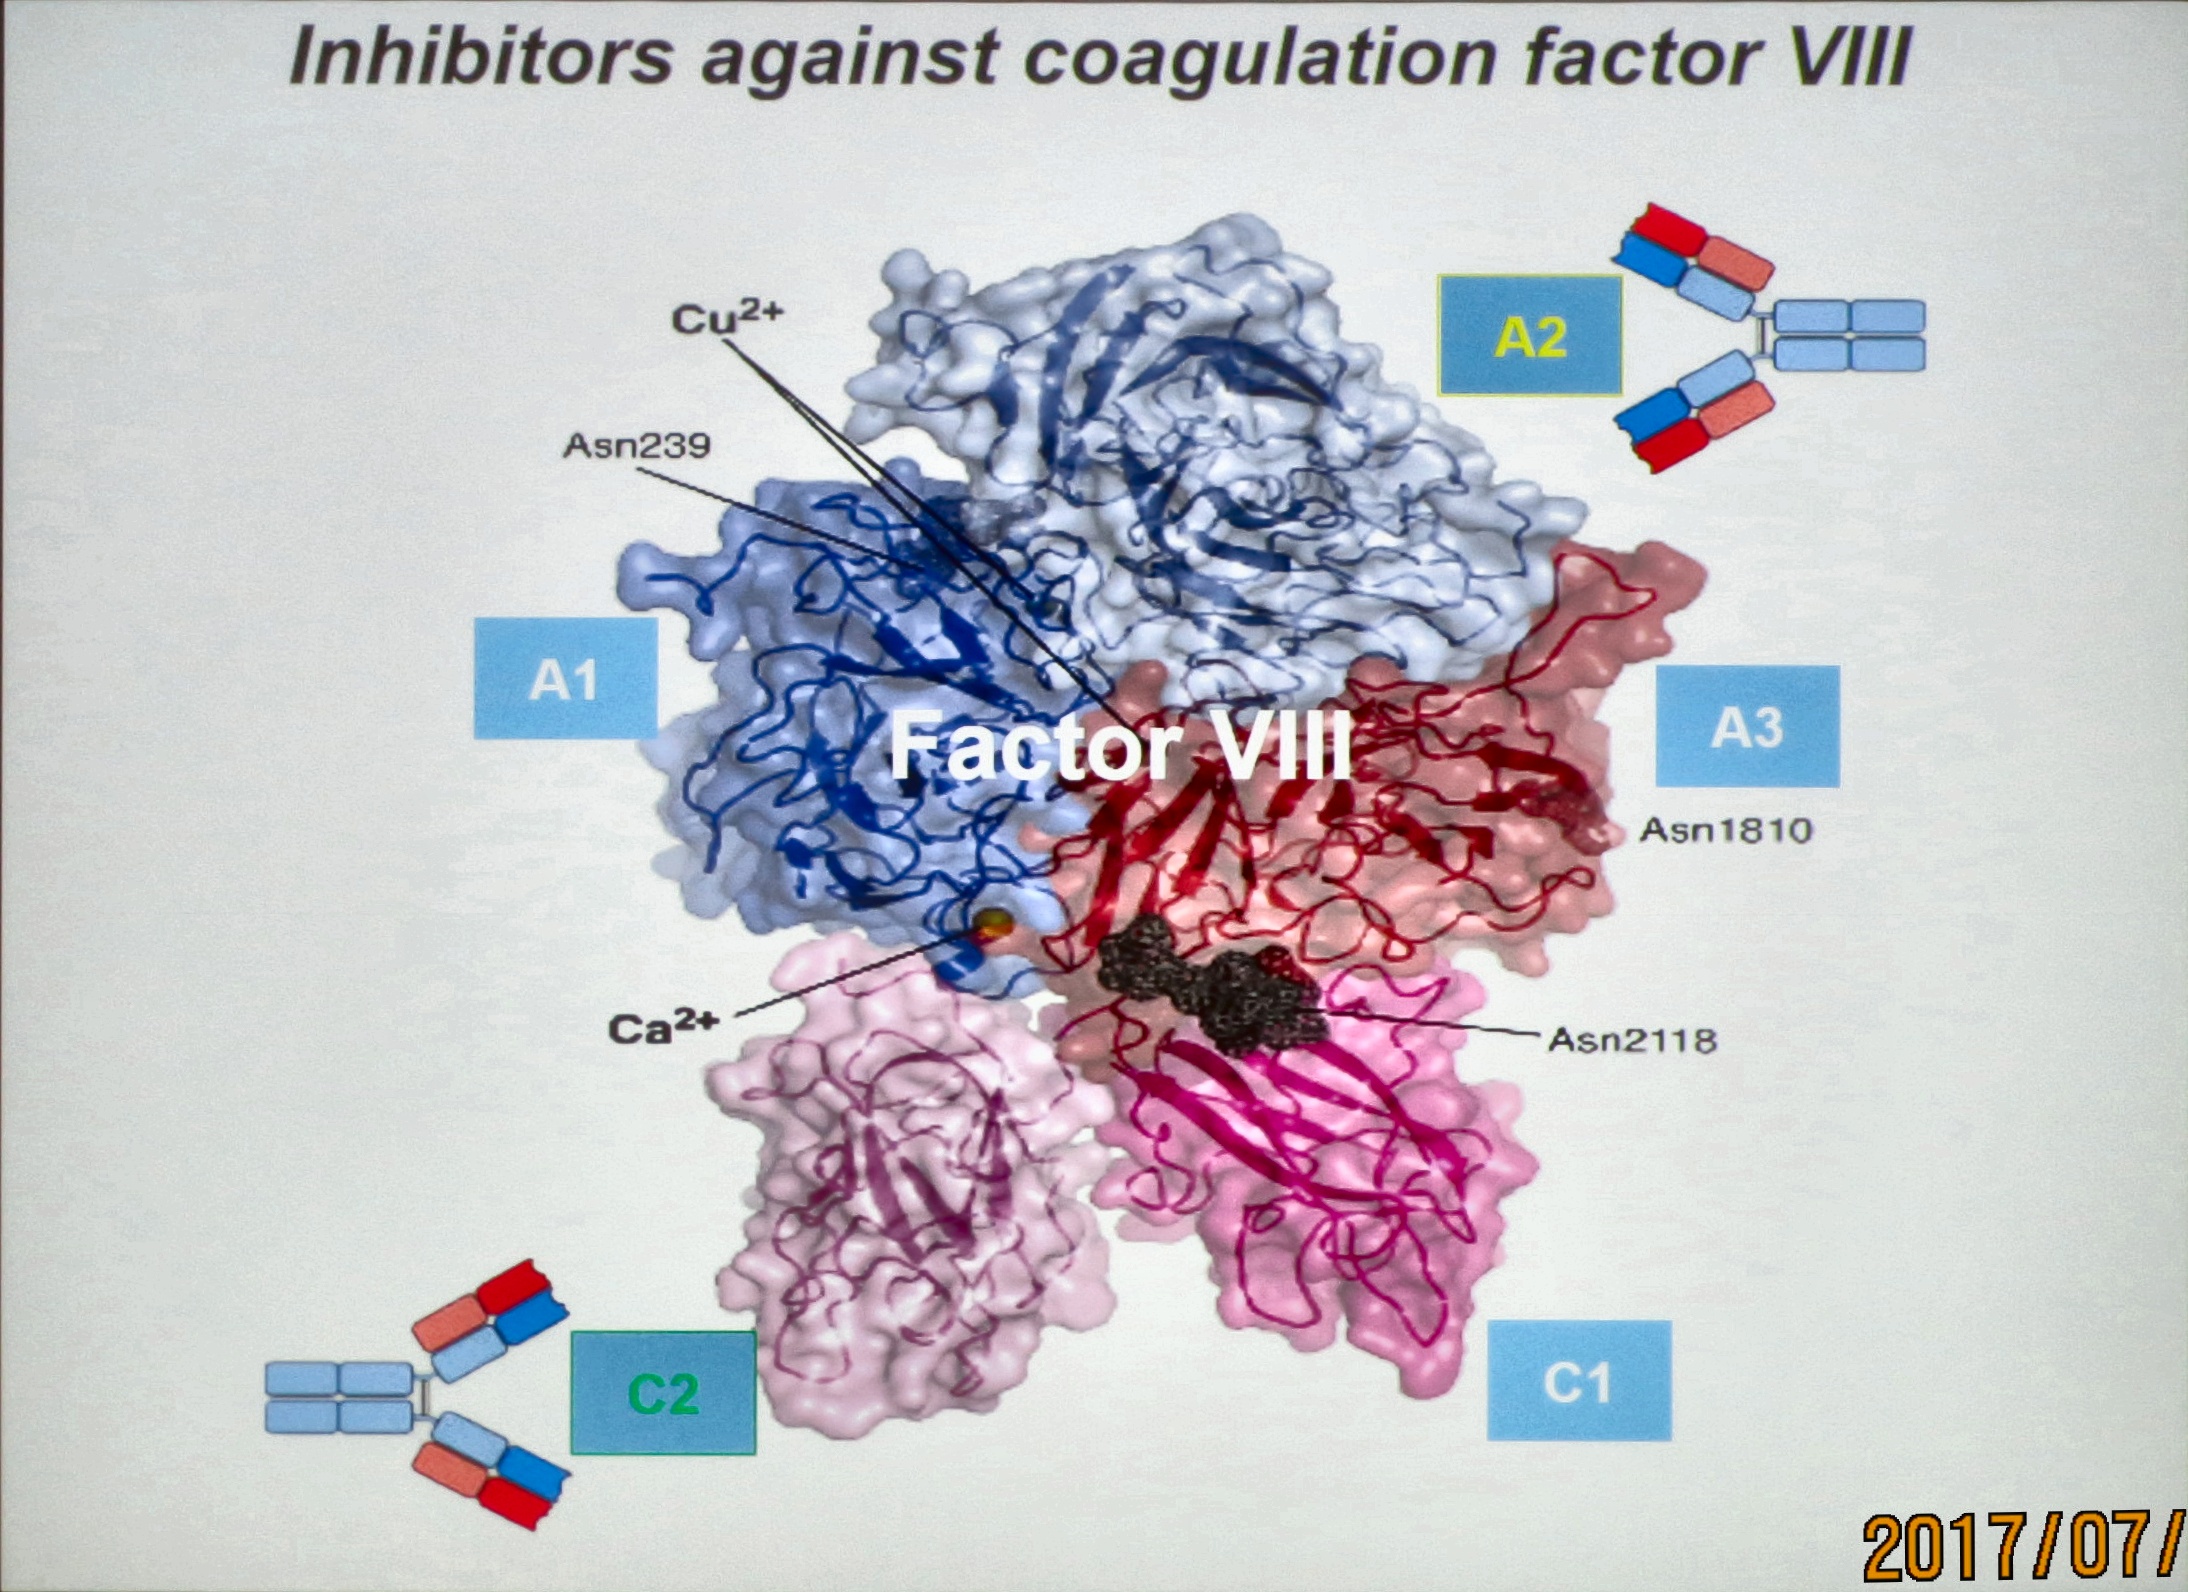 Inhibitors against coagulation factor VIII
Cu²⁺
A2
Asn239
A1
A3
Factor VIII
Asn1810
Ca²⁺
Asn2118
C2
C1
2017/07/